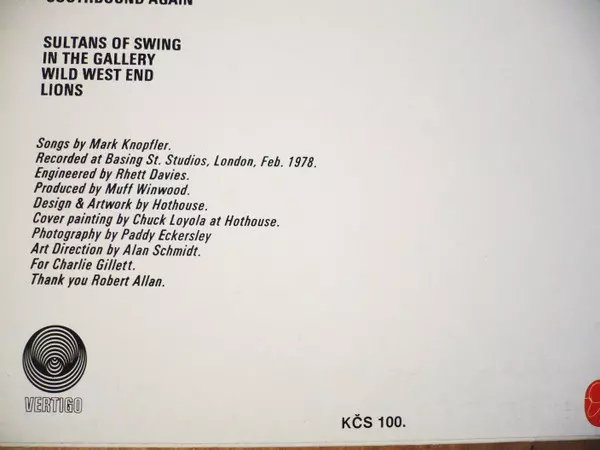 SOUTHBOUND AGAIN
SULTANS OF SWING
IN THE GALLERY
WILD WEST END
LIONS
Songs by Mark Knopfler.
Recorded at Basing St. Studios, London, Feb. 1978.
Engineered by Rhett Davies.
Produced by Muff Winwood.
Design & Artwork by Hothouse.
Cover painting by Chuck Loyola at Hothouse.
Photography by Paddy Eckersley
Art Direction by Alan Schmidt.
For Charlie Gillett.
Thank you Robert Allan.
VERTIGO
KČS 100.